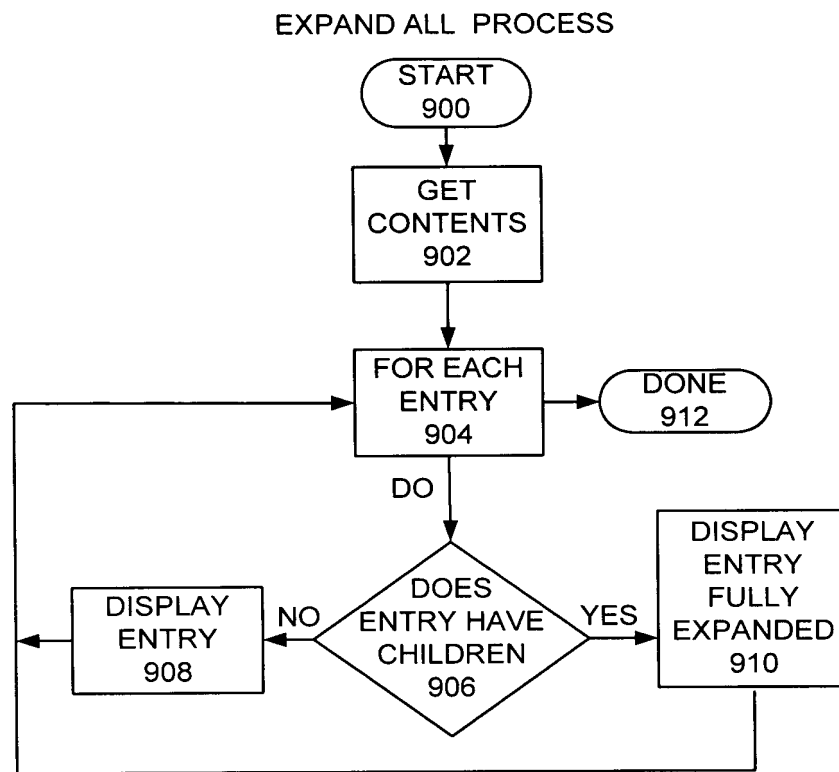 EXPAND ALL PROCESS
START
900
GET
CONTENTS
902
FOR EACH
ENTRY
904
DONE
912
DO
DOES
ENTRY HAVE
CHILDREN
906
NO
YES
DISPLAY
ENTRY
908
DISPLAY
ENTRY
FULLY
EXPANDED
910